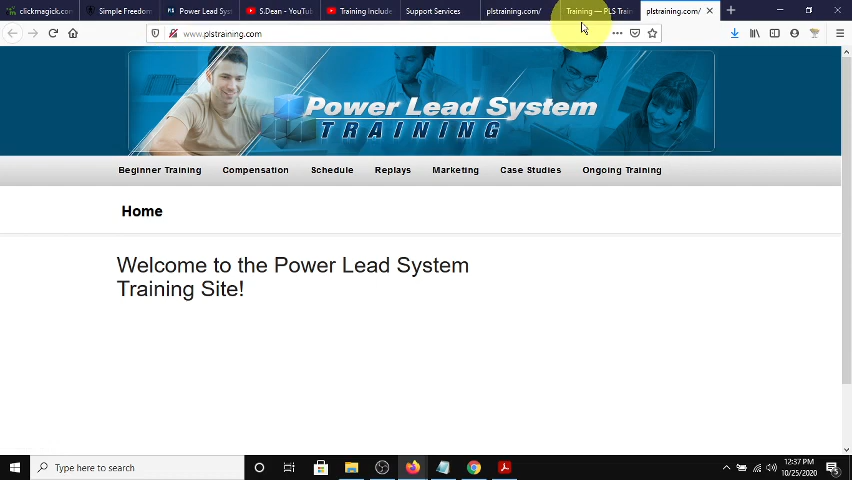 clickmagick.com
Simple Freedom
Power Lead Sys
S.Dean - YouTub
Training Include
Support Services
plstraining.com/
Training — PLS Train
plstraining.com/
www.plstraining.com
Power Lead System
TRAINING
Beginner Training
Compensation
Schedule
Replays
Marketing
Case Studies
Ongoing Training
Home
Welcome to the Power Lead System
Training Site!
Type here to search
12:37 PM
10/25/2020